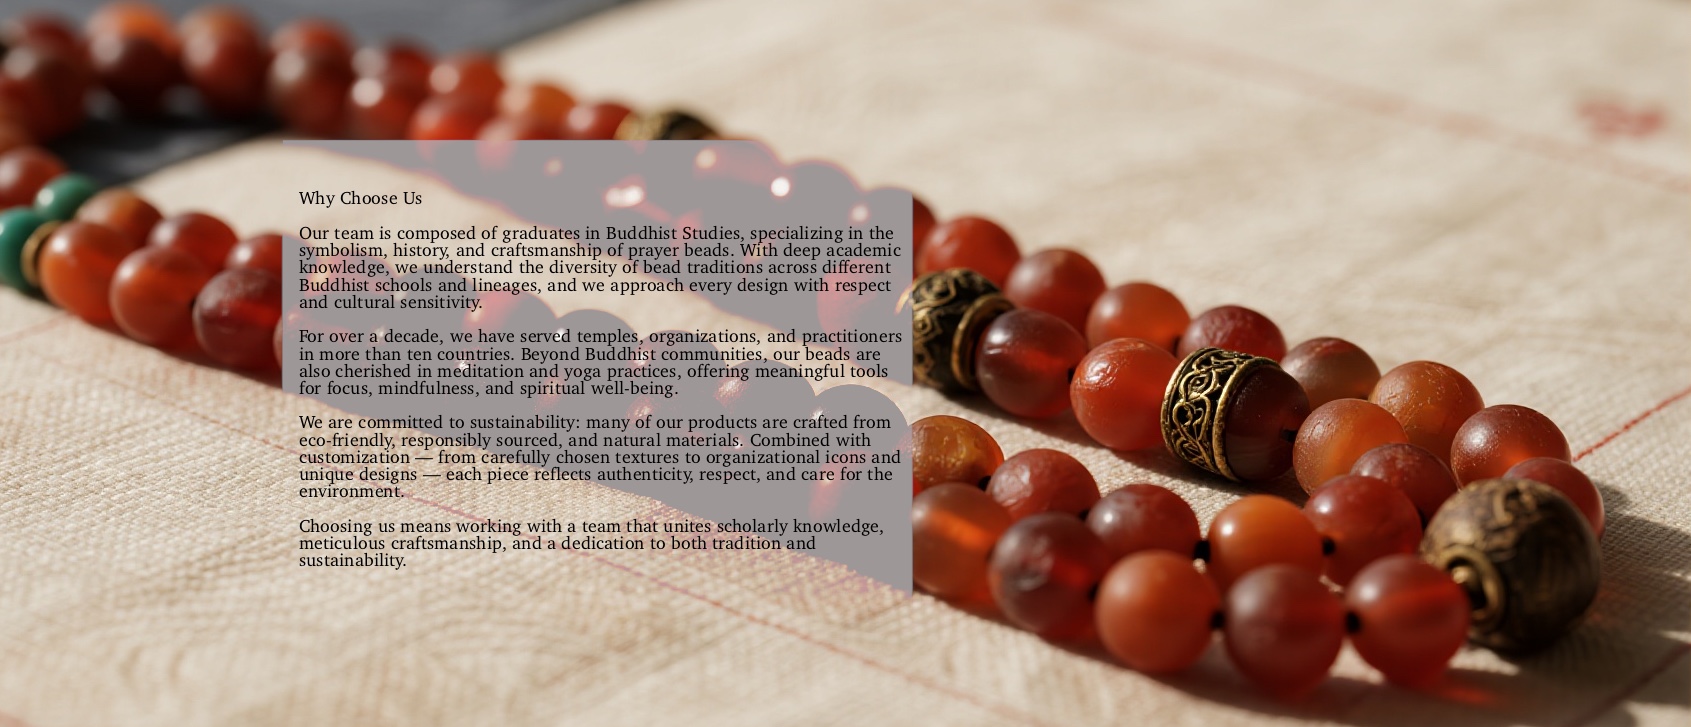 Why Choose Us
Our team is composed of graduates in Buddhist Studies, specializing in the
symbolism, history, and craftsmanship of prayer beads. With deep academic
knowledge, we understand the diversity of bead traditions across different
Buddhist schools and lineages, and we approach every design with respect
and cultural sensitivity.
For over a decade, we have served temples, organizations, and practitioners
in more than ten countries. Beyond Buddhist communities, our beads are
also cherished in meditation and yoga practices, offering meaningful tools
for focus, mindfulness, and spiritual well-being.
We are committed to sustainability: many of our products are crafted from
eco-friendly, responsibly sourced, and natural materials. Combined with
customization — from carefully chosen textures to organizational icons and
unique designs — each piece reflects authenticity, respect, and care for the
environment.
Choosing us means working with a team that unites scholarly knowledge,
meticulous craftsmanship, and a dedication to both tradition and
sustainability.